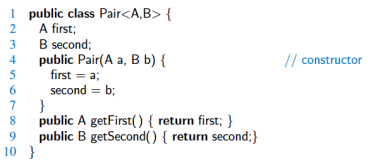 1 public class Pair<A,B> {
2 A first;
3 B second;
4 public Pair(A a, B b) { // constructor
5 first = a;
6 second = b;
7 }
8 public A getFirst() { return first; }
9 public B getSecond() { return second;}
10 }